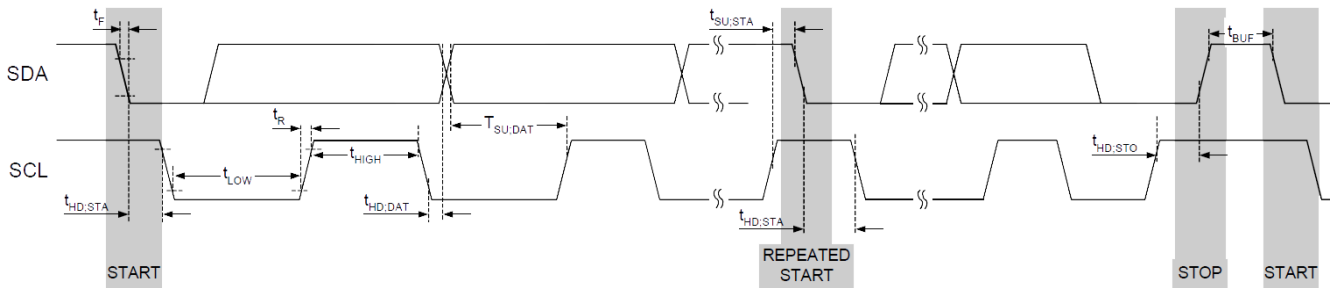 tF
tSU;STA
tBUF
SDA
tR
TSU;DAT
tHIGH
tLOW
tHD;STO
SCL
tHD;STA
tHD;DAT
tHD;STA
START
REPEATED
START
STOP
START